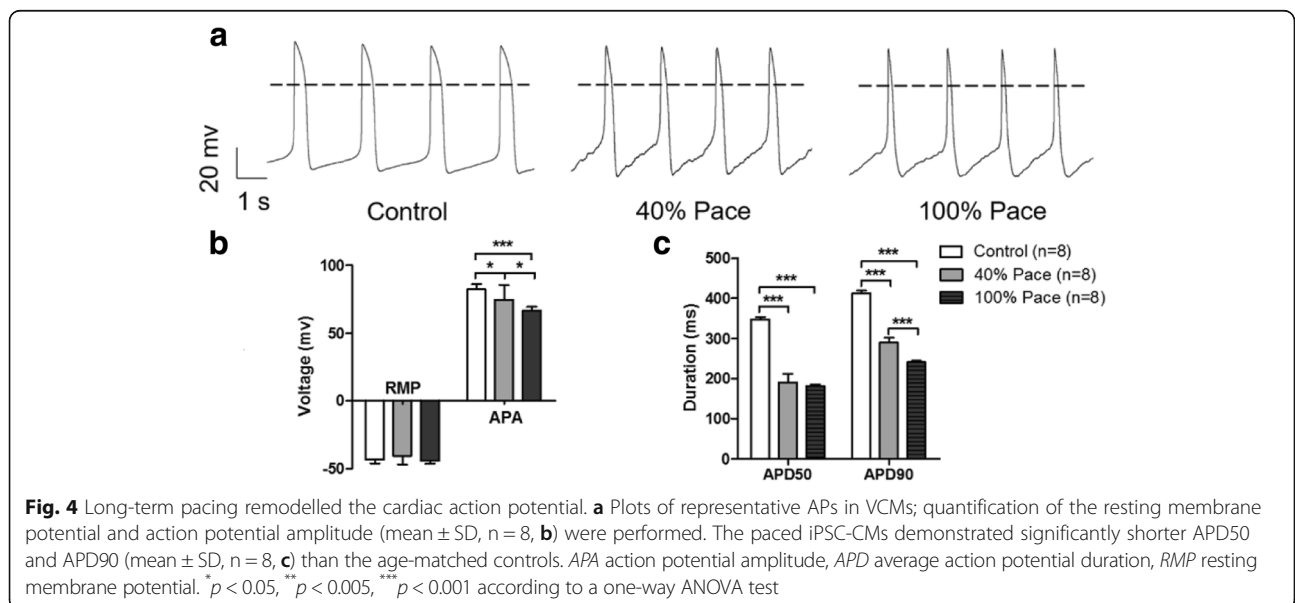 a
20 mv
1 s
Control
40% Pace
100% Pace
b
***
* *
100
50
0
-50
Voltage (mv)
RMP
APA
c
Control (n=8)
40% Pace (n=8)
100% Pace (n=8)
500
400
300
200
100
0
Duration (ms)
***
***
***
***
***
APD50
APD90
Fig. 4 Long-term pacing remodelled the cardiac action potential. a Plots of representative APs in VCMs; quantification of the resting membrane
potential and action potential amplitude (mean ± SD, n = 8, b) were performed. The paced iPSC-CMs demonstrated significantly shorter APD50
and APD90 (mean ± SD, n = 8, c) than the age-matched controls. APA action potential amplitude, APD average action potential duration, RMP resting
membrane potential. *p < 0.05, **p < 0.005, ***p < 0.001 according to a one-way ANOVA test